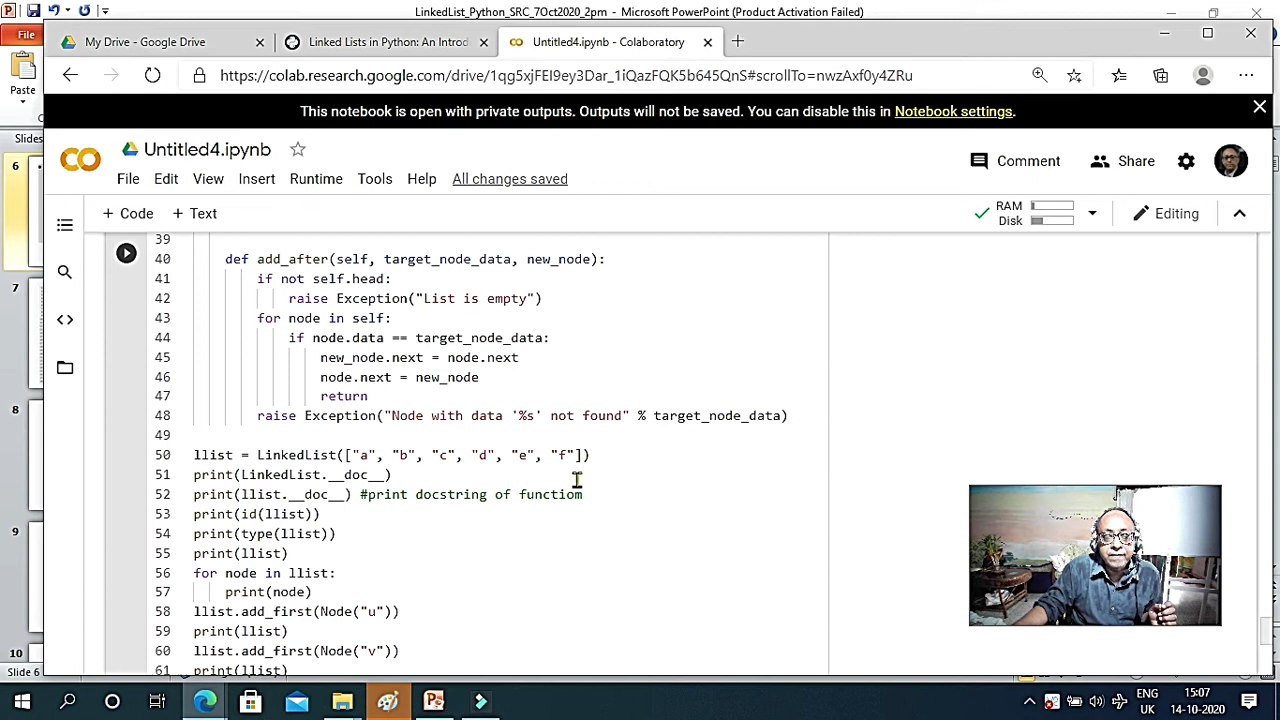 LinkedList_Python_SRC_7Oct2020_2pm - Microsoft PowerPoint (Product Activation Failed)
File
My Drive - Google Drive
Linked Lists in Python: An Introd
Untitled4.ipynb - Colaboratory
https://colab.research.google.com/drive/1qg5xjFEI9ey3Dar_1iQazFQK5b645QnS#scrollTo=nwzAxf0y4ZRu
Paste
This notebook is open with private outputs. Outputs will not be saved. You can disable this in Notebook settings.
Slides
6
7
8
9
10
Slide 6
Untitled4.ipynb
Comment
Share
File Edit View Insert Runtime Tools Help All changes saved
+ Code + Text
RAM
Disk
Editing
39
40 def add_after(self, target_node_data, new_node):
41 if not self.head:
42 raise Exception("List is empty")
43 for node in self:
44 if node.data == target_node_data:
45 new_node.next = node.next
46 node.next = new_node
47 return
48 raise Exception("Node with data '%s' not found" % target_node_data)
49
50 llist = LinkedList(["a", "b", "c", "d", "e", "f"])
51 print(LinkedList.__doc__)
52 print(llist.__doc__) #print docstring of functiom
53 print(id(llist))
54 print(type(llist))
55 print(llist)
56 for node in llist:
57 print(node)
58 llist.add_first(Node("u"))
59 print(llist)
60 llist.add_first(Node("v"))
61 print(llist)
ENG
UK
15:07
14-10-2020